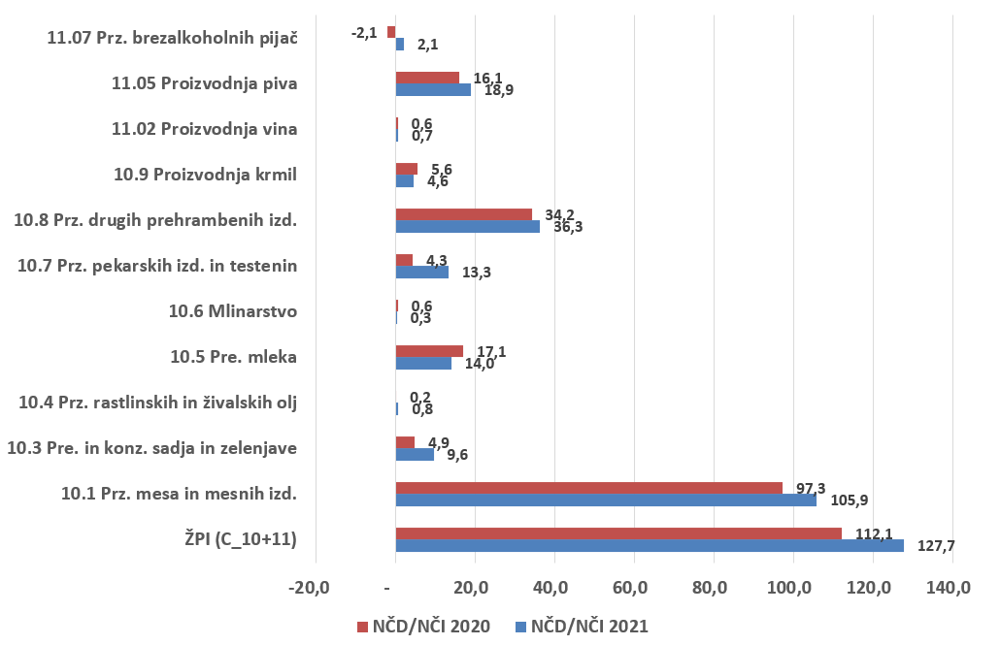 11.07 Prz. brezalkoholnih pijač
-2,1
2,1
11.05 Proizvodnja piva
16,1
18,9
11.02 Proizvodnja vina
0,6
0,7
10.9 Proizvodnja krmil
5,6
4,6
10.8 Prz. drugih prehrambenih izd.
34,2
36,3
10.7 Prz. pekarskih izd. in testenin
4,3
13,3
10.6 Mlinarstvo
0,6
0,3
10.5 Pre. mleka
17,1
14,0
10.4 Prz. rastlinskih in živalskih olj
0,2
0,8
10.3 Pre. in konz. sadja in zelenjave
4,9
9,6
10.1 Prz. mesa in mesnih izd.
97,3
105,9
ŽPI (C_10+11)
112,1
127,7
-20,0 - 20,0 40,0 60,0 80,0 100,0 120,0 140,0
NČD/NČI 2020 NČD/NČI 2021